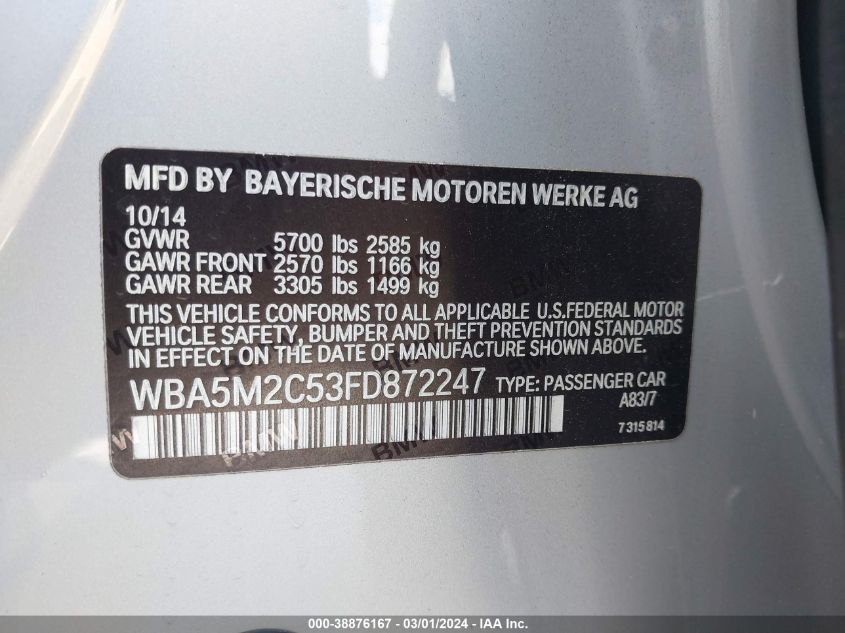 MFD BY BAYERISCHE MOTOREN WERKE AG
10/14
GVWR 5700 lbs 2585 kg
GAWR FRONT 2570 lbs 1166 kg
GAWR REAR 3305 lbs 1499 kg
THIS VEHICLE CONFORMS TO ALL APPLICABLE U.S.FEDERAL MOTOR
VEHICLE SAFETY, BUMPER AND THEFT PREVENTION STANDARDS
IN EFFECT ON THE DATE OF MANUFACTURE SHOWN ABOVE.
WBA5M2C53FD872247 TYPE: PASSENGER CAR
A83/7
7 315 814
000-38876167 - 03/01/2024 - IAA Inc.